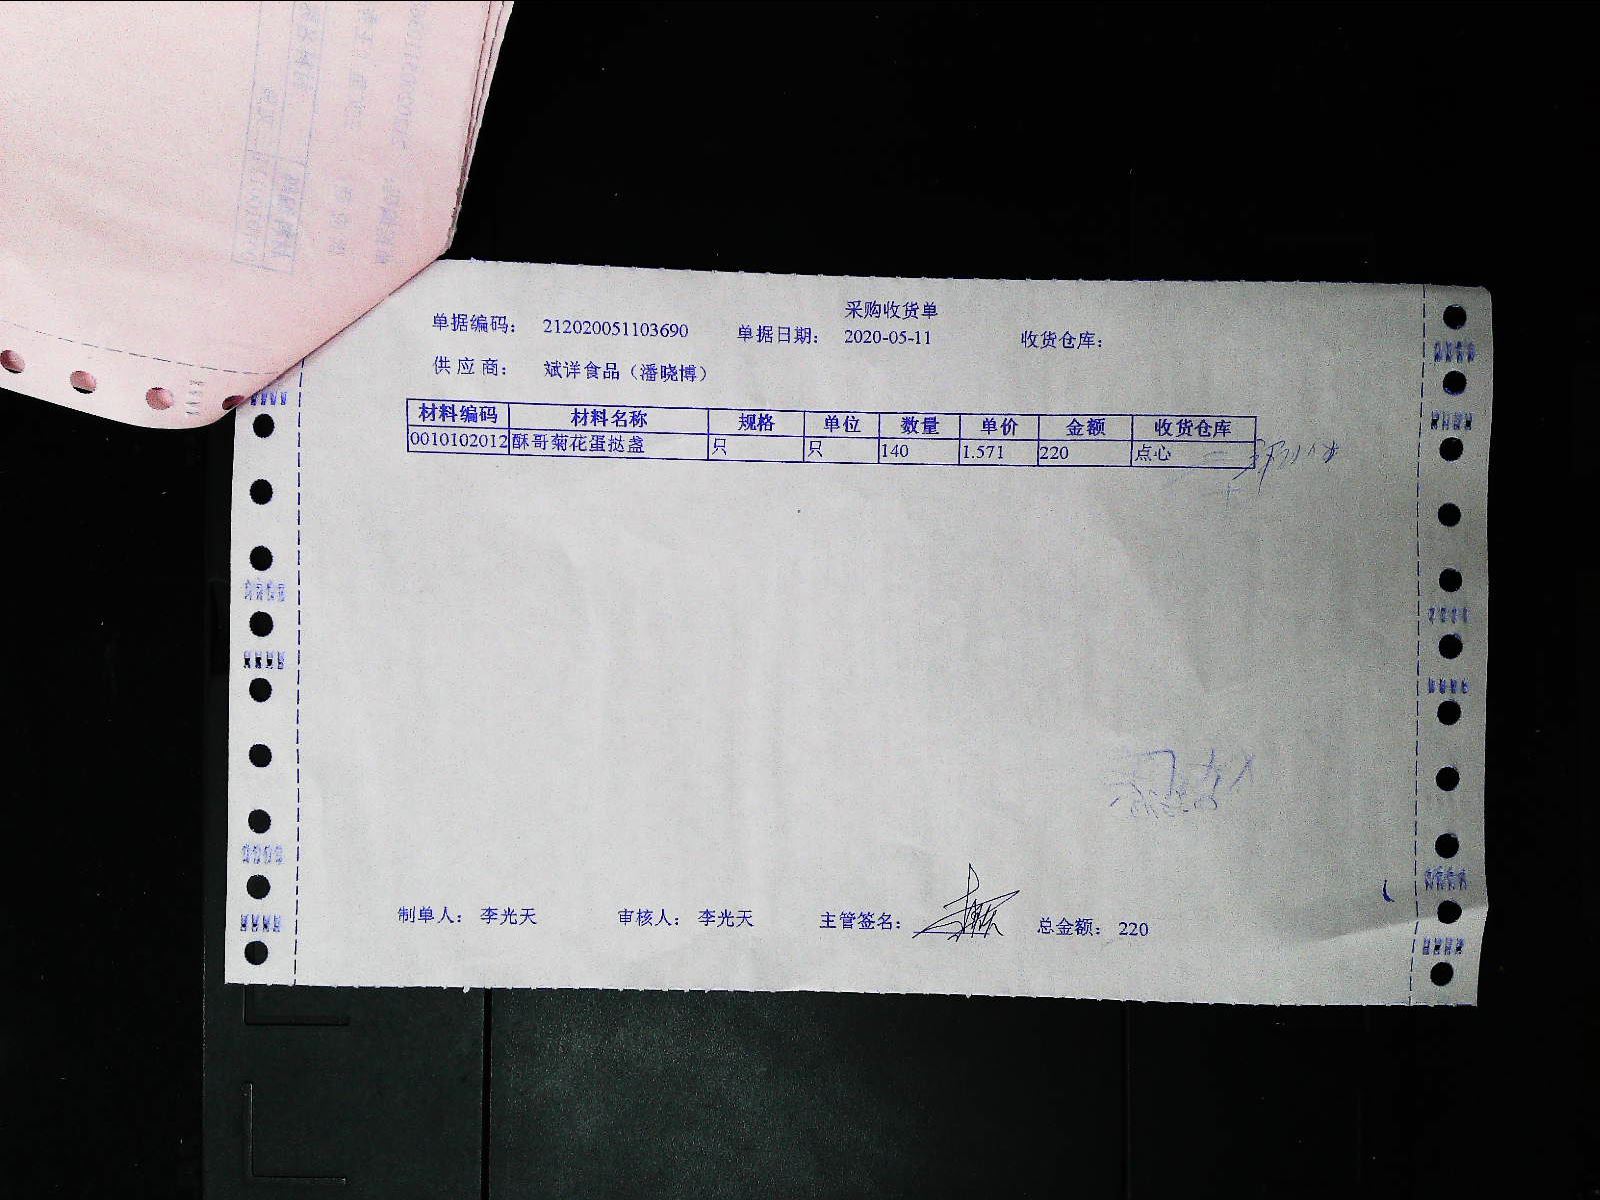 采购收货单
单据编码： 212020051103690 单据日期： 2020-05-11 收货仓库：
供应商： 斌洋食品（潘晓博）
材料编码 材料名称 规格 单位 数量 单价 金额 收货仓库
0010102012 酥哥菊花蛋挞盏 只 只 140 1.571 220 点心
制单人： 李光天 审核人： 李光天 主管签名： 总金额： 220